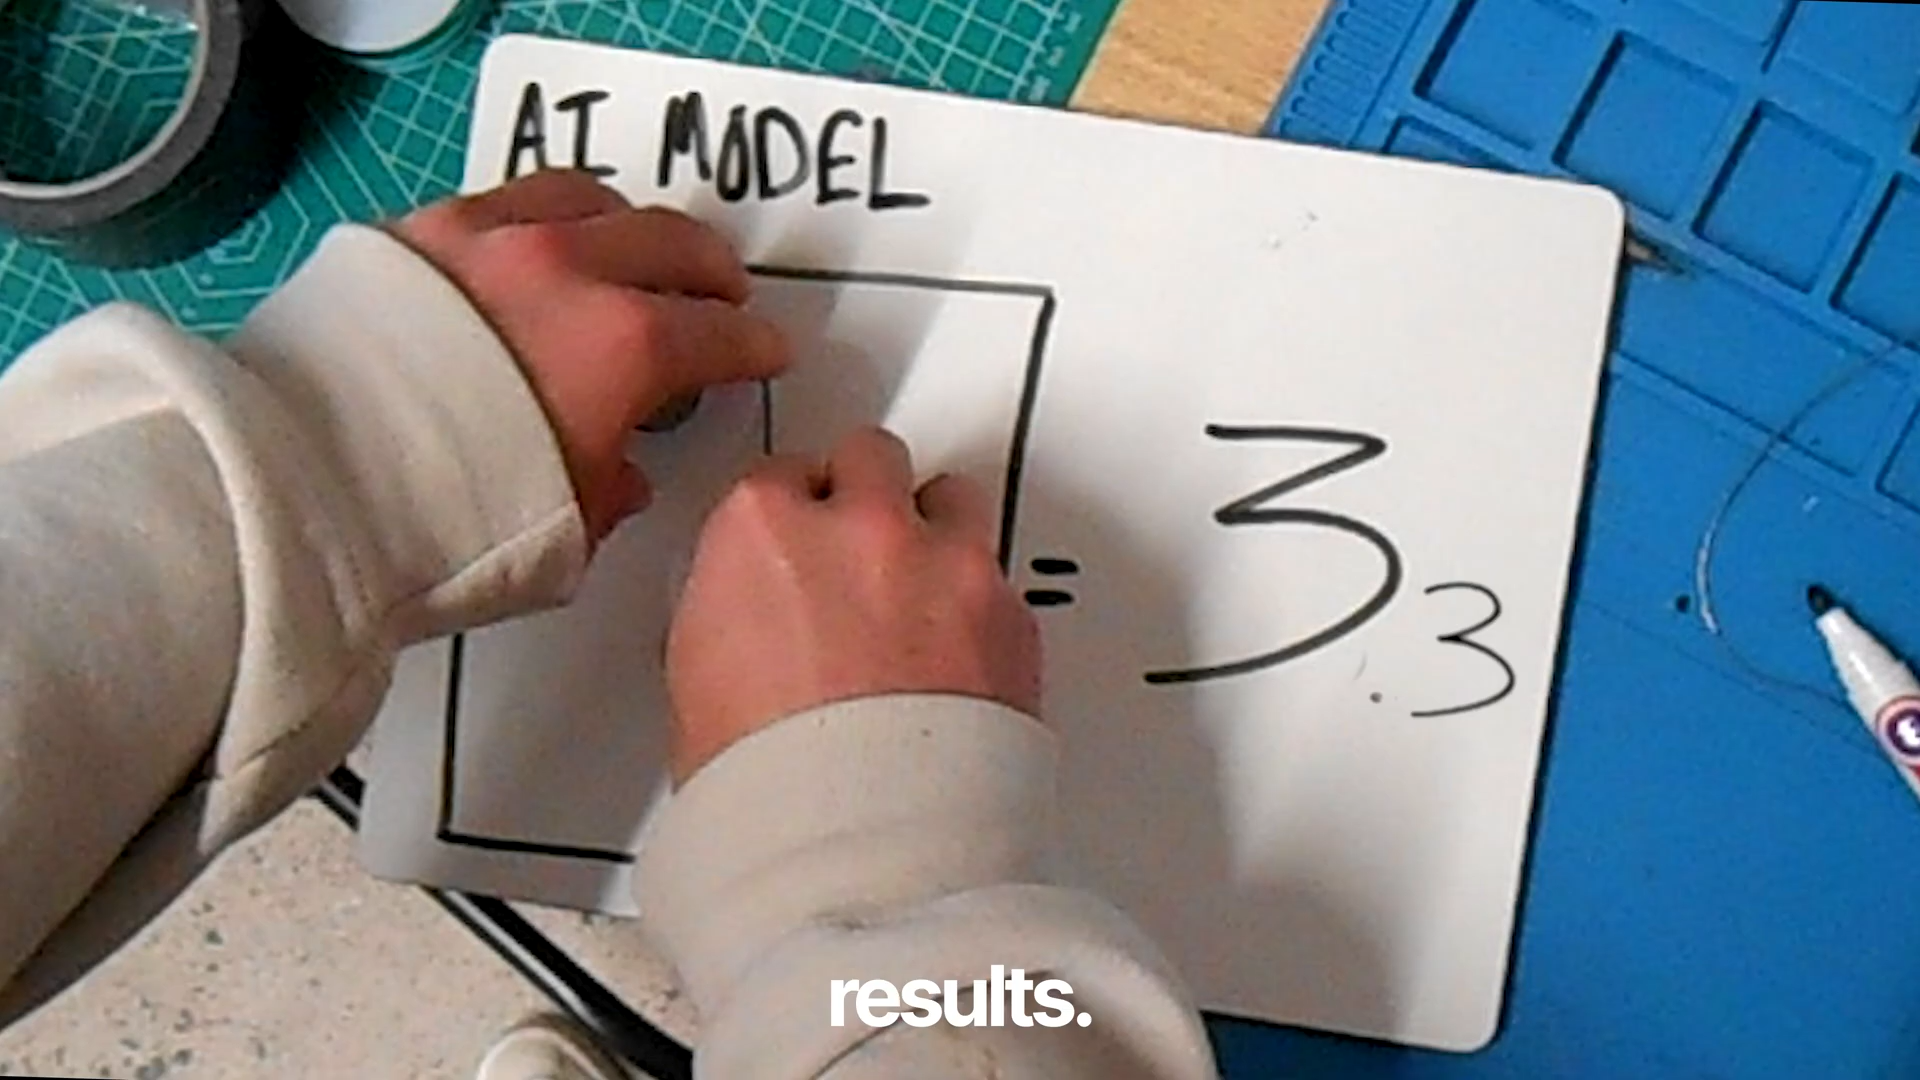 AI MODEL
= 3.3
results.